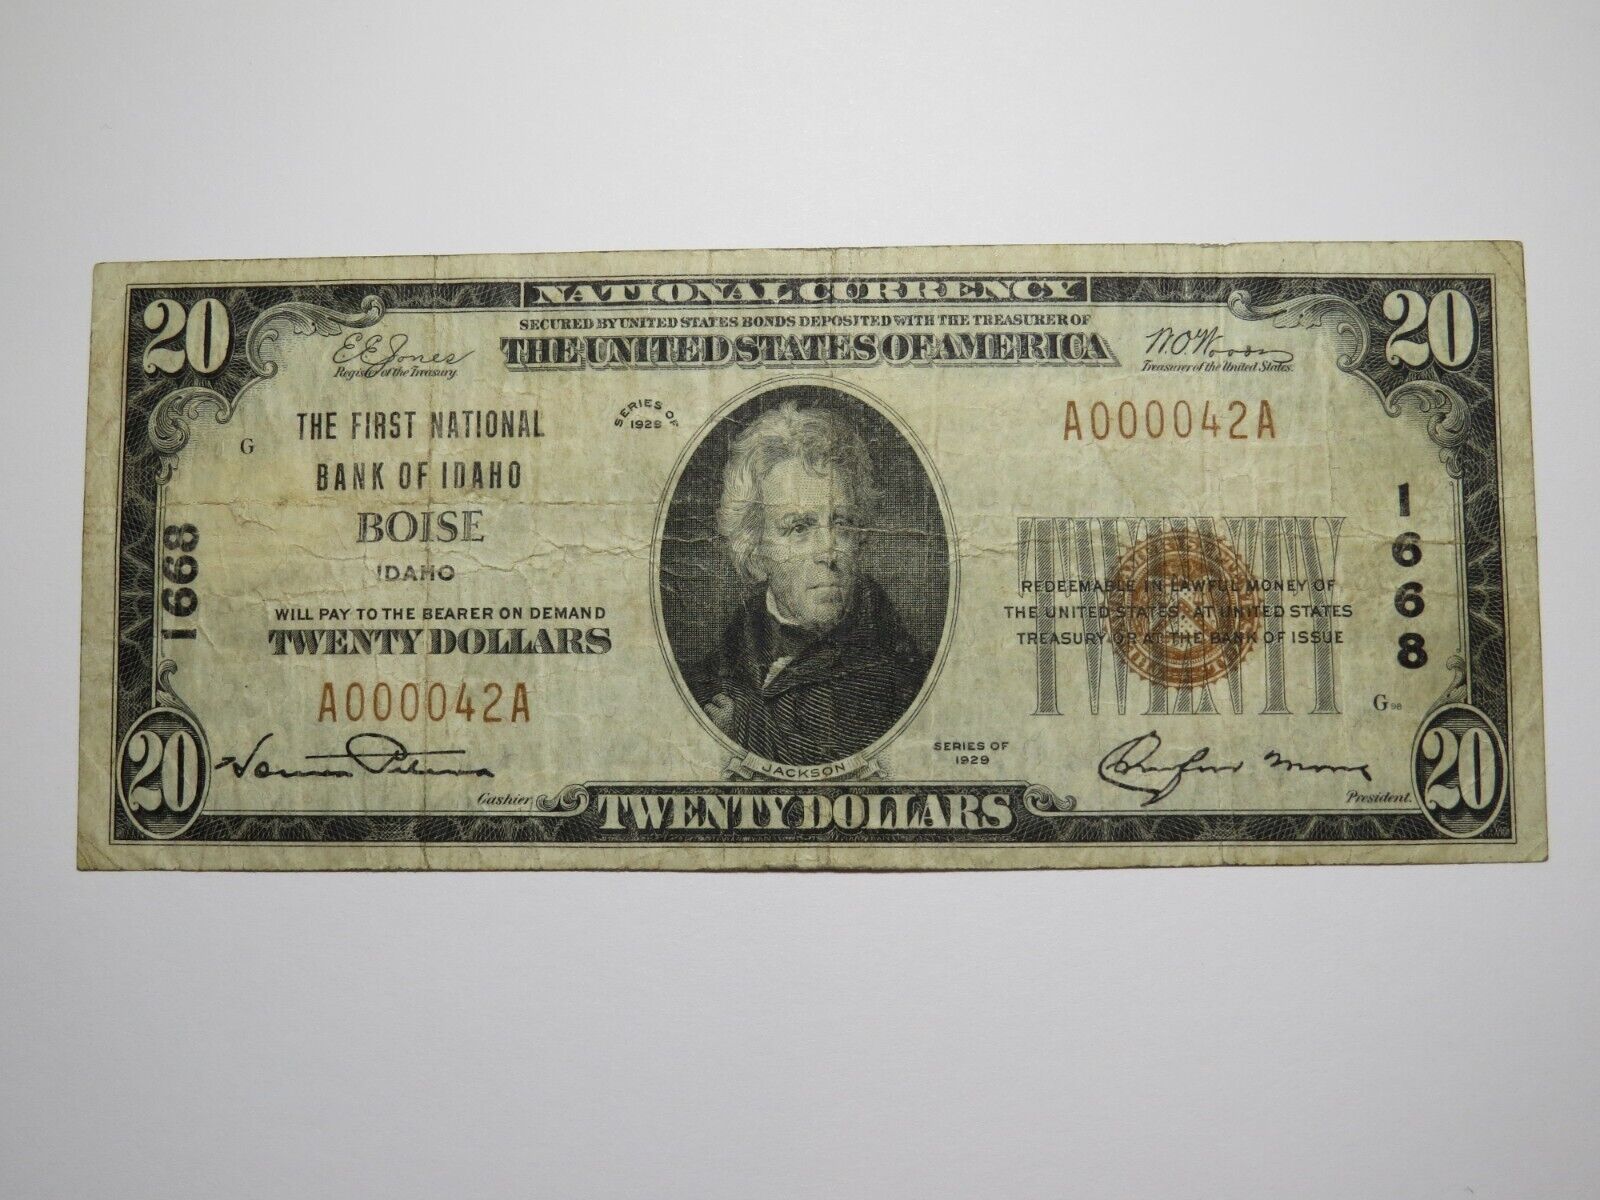 NATIONAL CURRENCY
20
20
SECURED BY UNITED STATES BONDS DEPOSITED WITH THE TREASURER OF
THE UNITED STATES OF AMERICA
E E Jones
Register of the Treasury.
W.O. Woods
Treasurer of the United States.
THE FIRST NATIONAL
BANK OF IDAHO
BOISE
IDAHO
G
SERIES OF
1929
A000042A
1668
1668
WILL PAY TO THE BEARER ON DEMAND
TWENTY DOLLARS
A000042A
TWENTY
REDEEMABLE IN LAWFUL MONEY OF
THE UNITED STATES AT UNITED STATES
TREASURY OR AT THE BANK OF ISSUE
G98
JACKSON
SERIES OF
1929
Cashier
President.
20
TWENTY DOLLARS
20